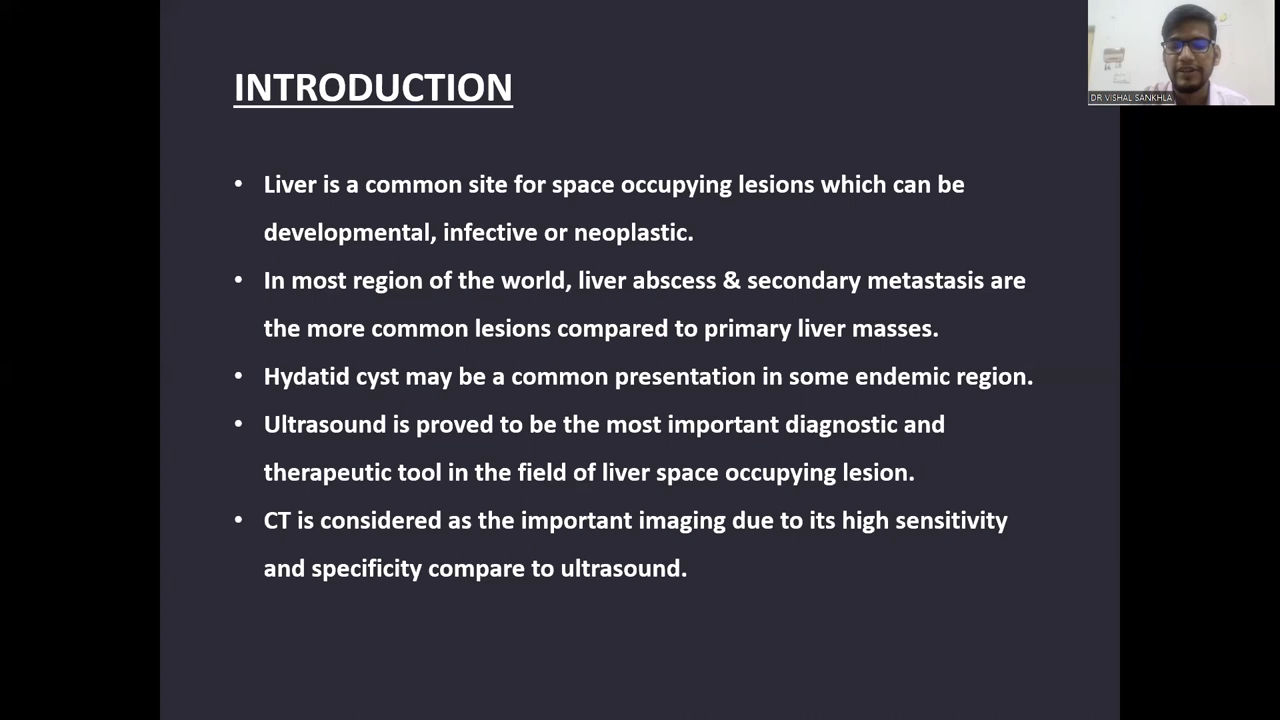 INTRODUCTION
DR VISHAL SANKHLA
• Liver is a common site for space occupying lesions which can be
developmental, infective or neoplastic.
• In most region of the world, liver abscess & secondary metastasis are
the more common lesions compared to primary liver masses.
• Hydatid cyst may be a common presentation in some endemic region.
• Ultrasound is proved to be the most important diagnostic and
therapeutic tool in the field of liver space occupying lesion.
• CT is considered as the important imaging due to its high sensitivity
and specificity compare to ultrasound.